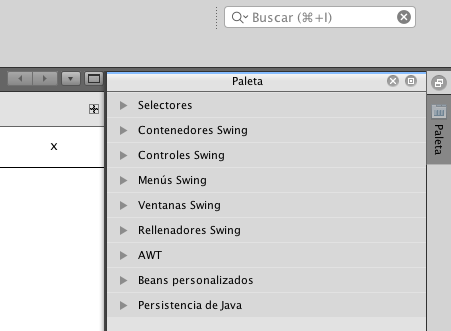 Buscar (⌘+I)
Paleta
Selectores
Contenedores Swing
x
Controles Swing
Menús Swing
Ventanas Swing
Rellenadores Swing
AWT
Beans personalizados
Persistencia de Java
Paleta